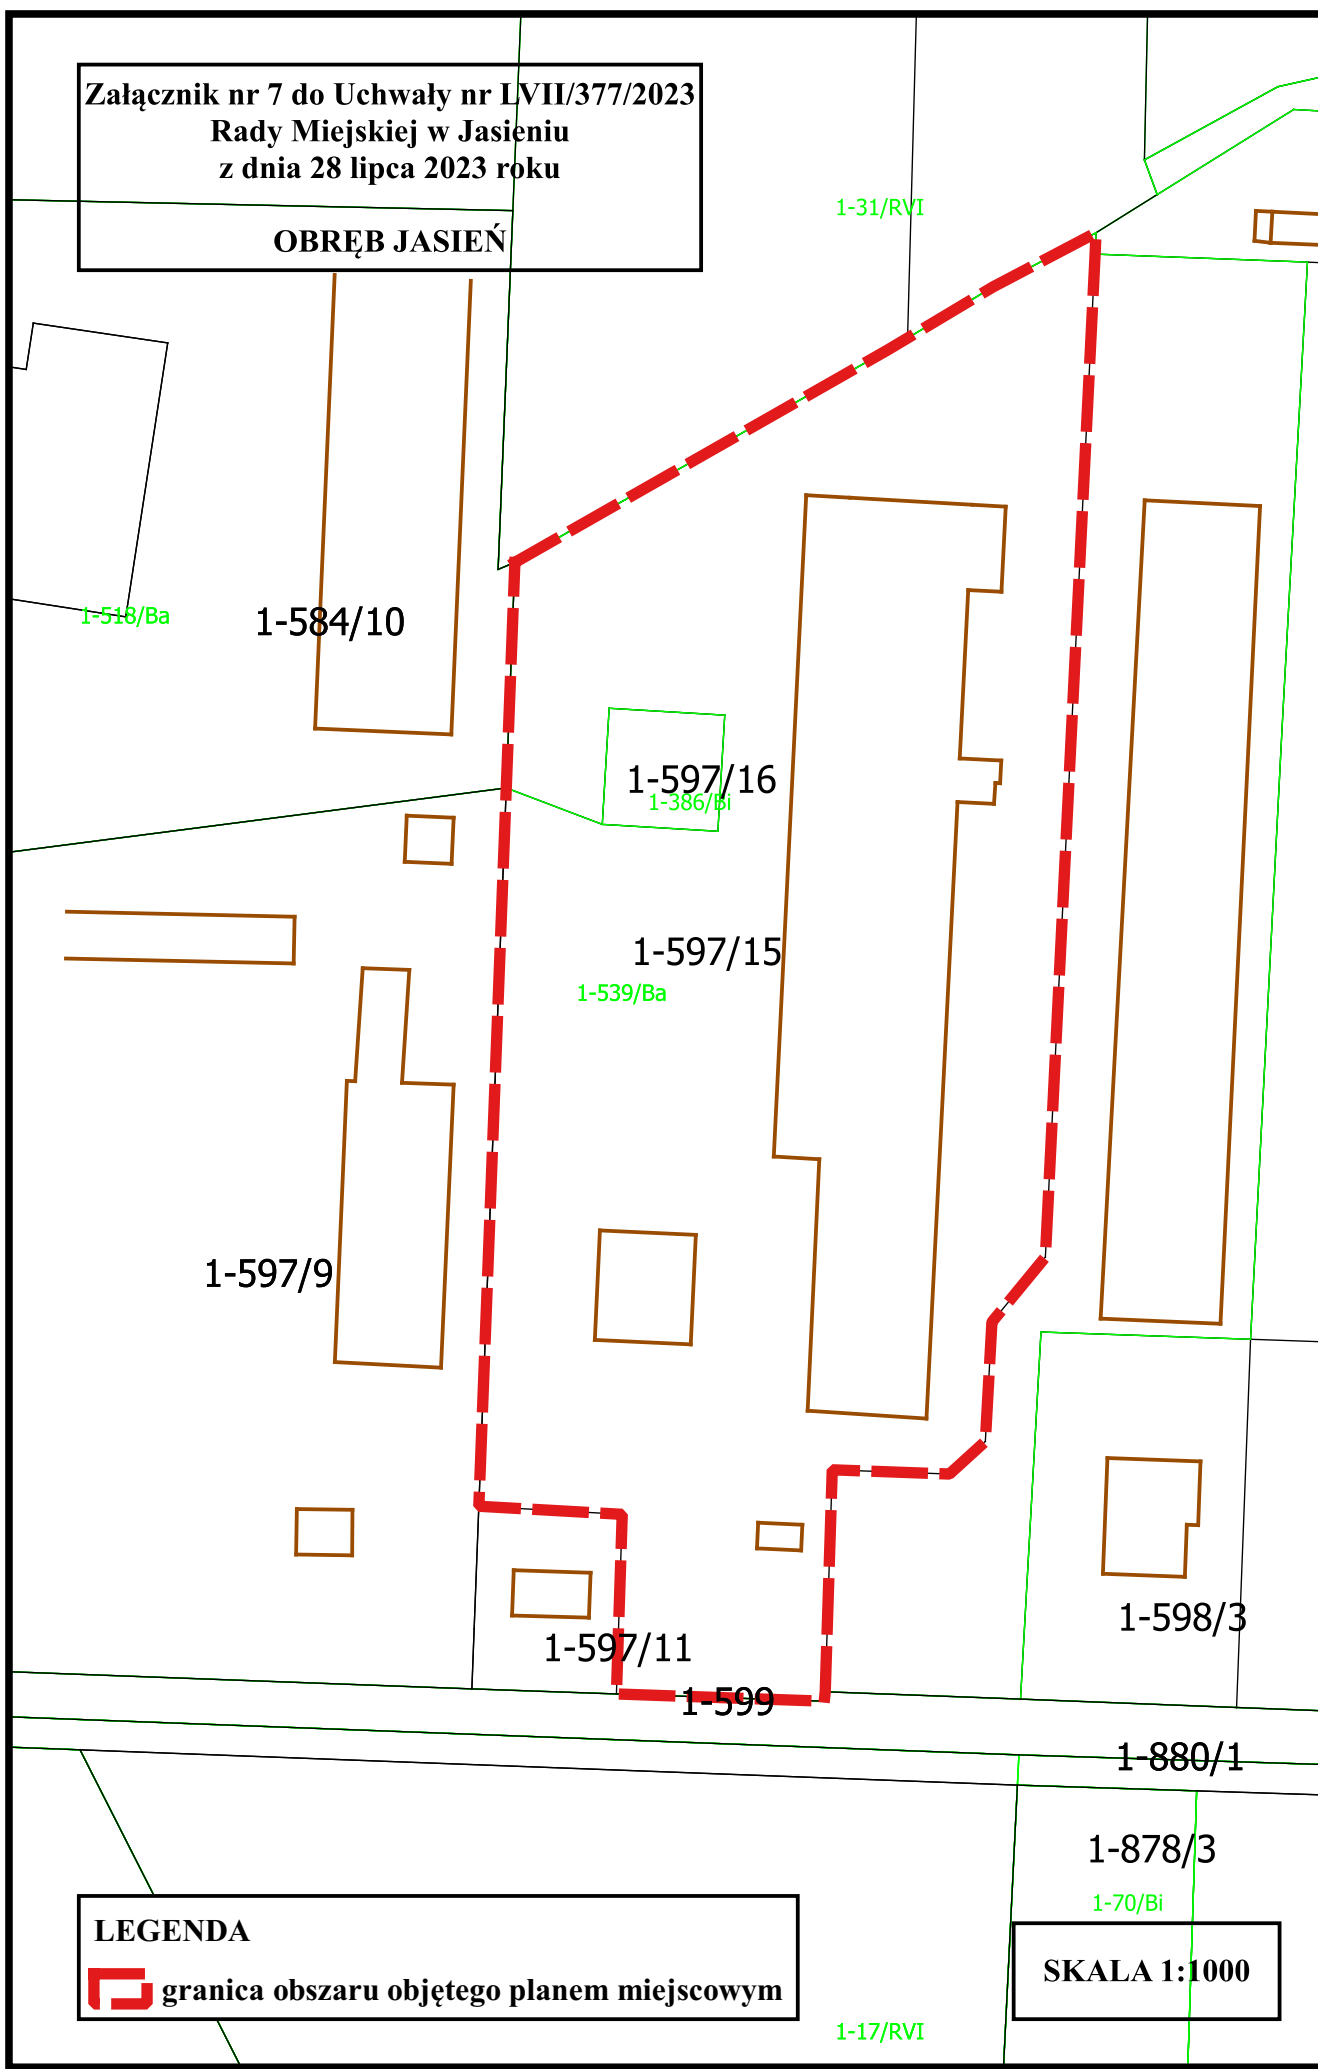 Załącznik nr 7 do Uchwały nr LVII/377/2023
Rady Miejskiej w Jasieniu
z dnia 28 lipca 2023 roku
OBRĘB JASIEŃ
1-31/RVI
1-518/Ba
1-584/10
1-597/16
1-386/Bi
1-597/15
1-539/Ba
1-597/9
1-598/3
1-597/11
1-599
1-880/1
1-878/3
1-70/Bi
LEGENDA
granica obszaru objętego planem miejscowym
SKALA 1:1000
1-17/RVI